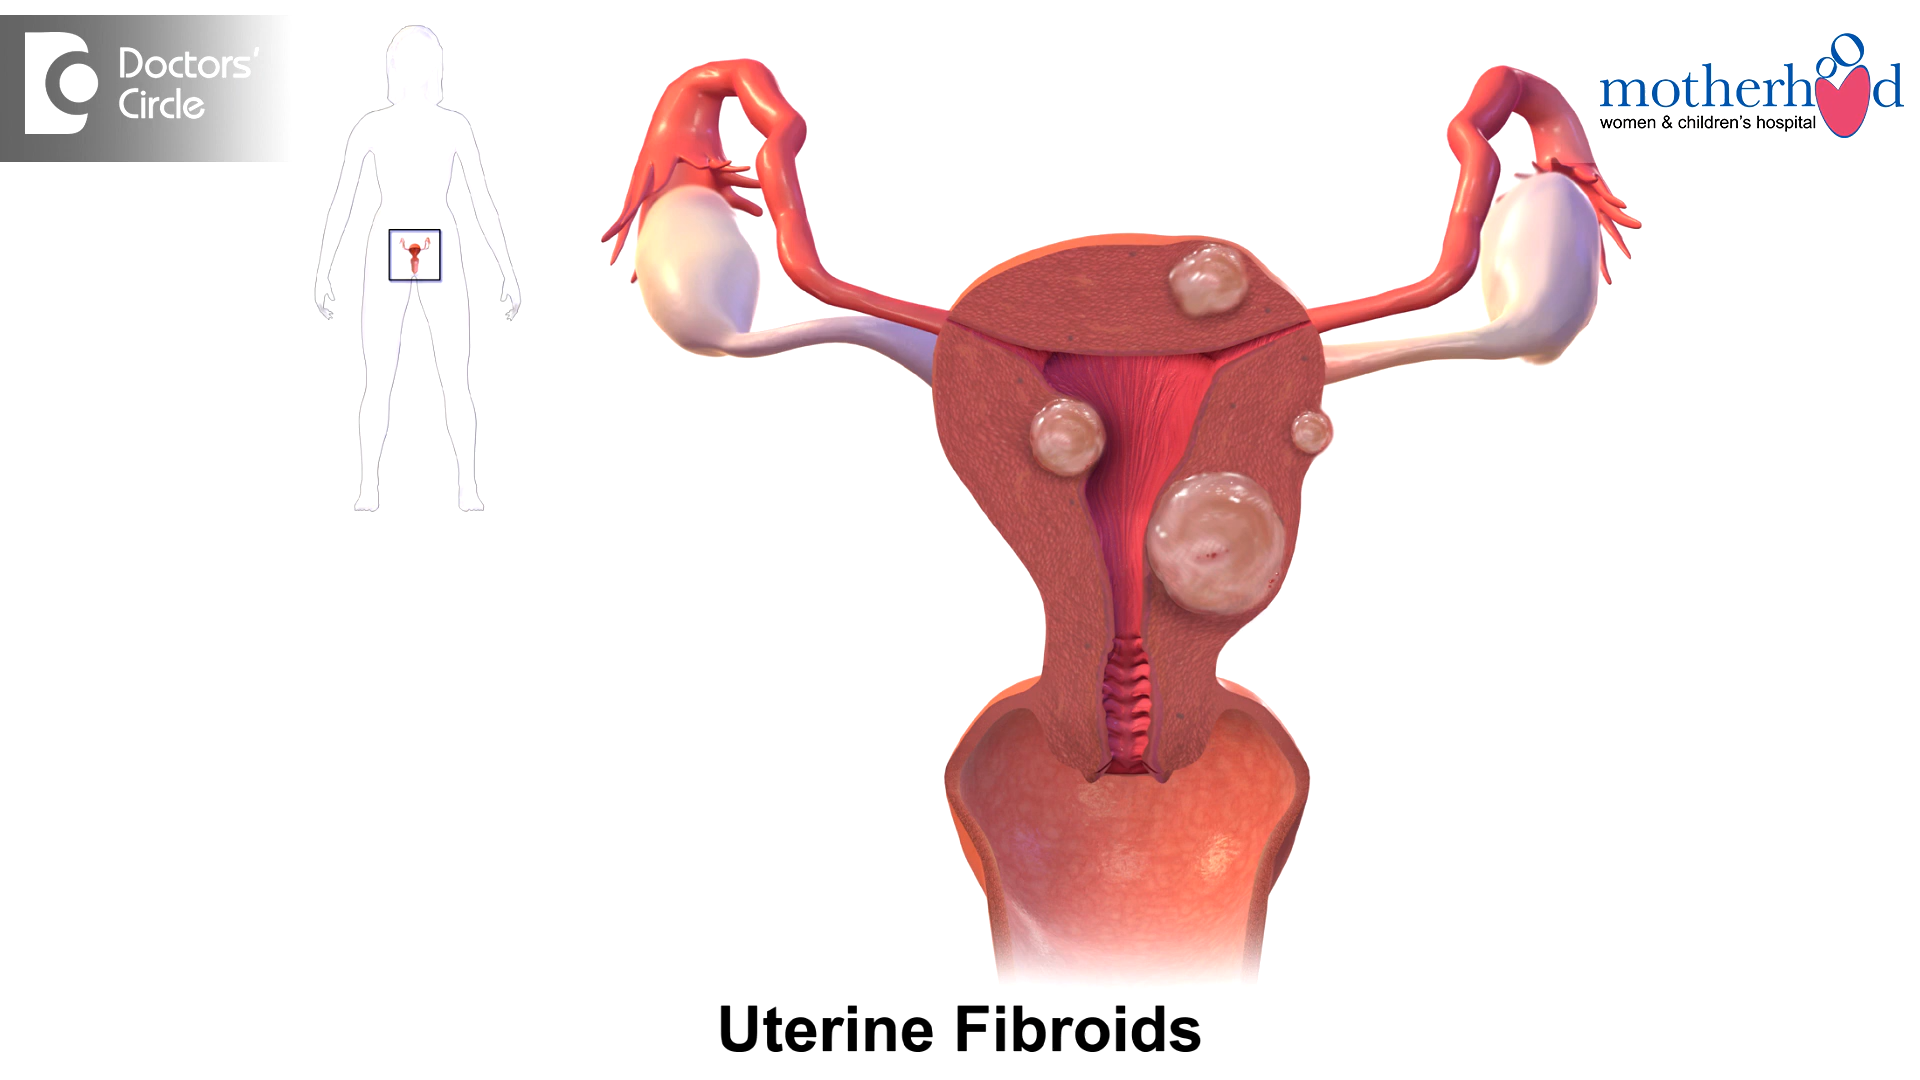 Doctors'
Circle
motherhood
women & children's hospital
Uterine Fibroids